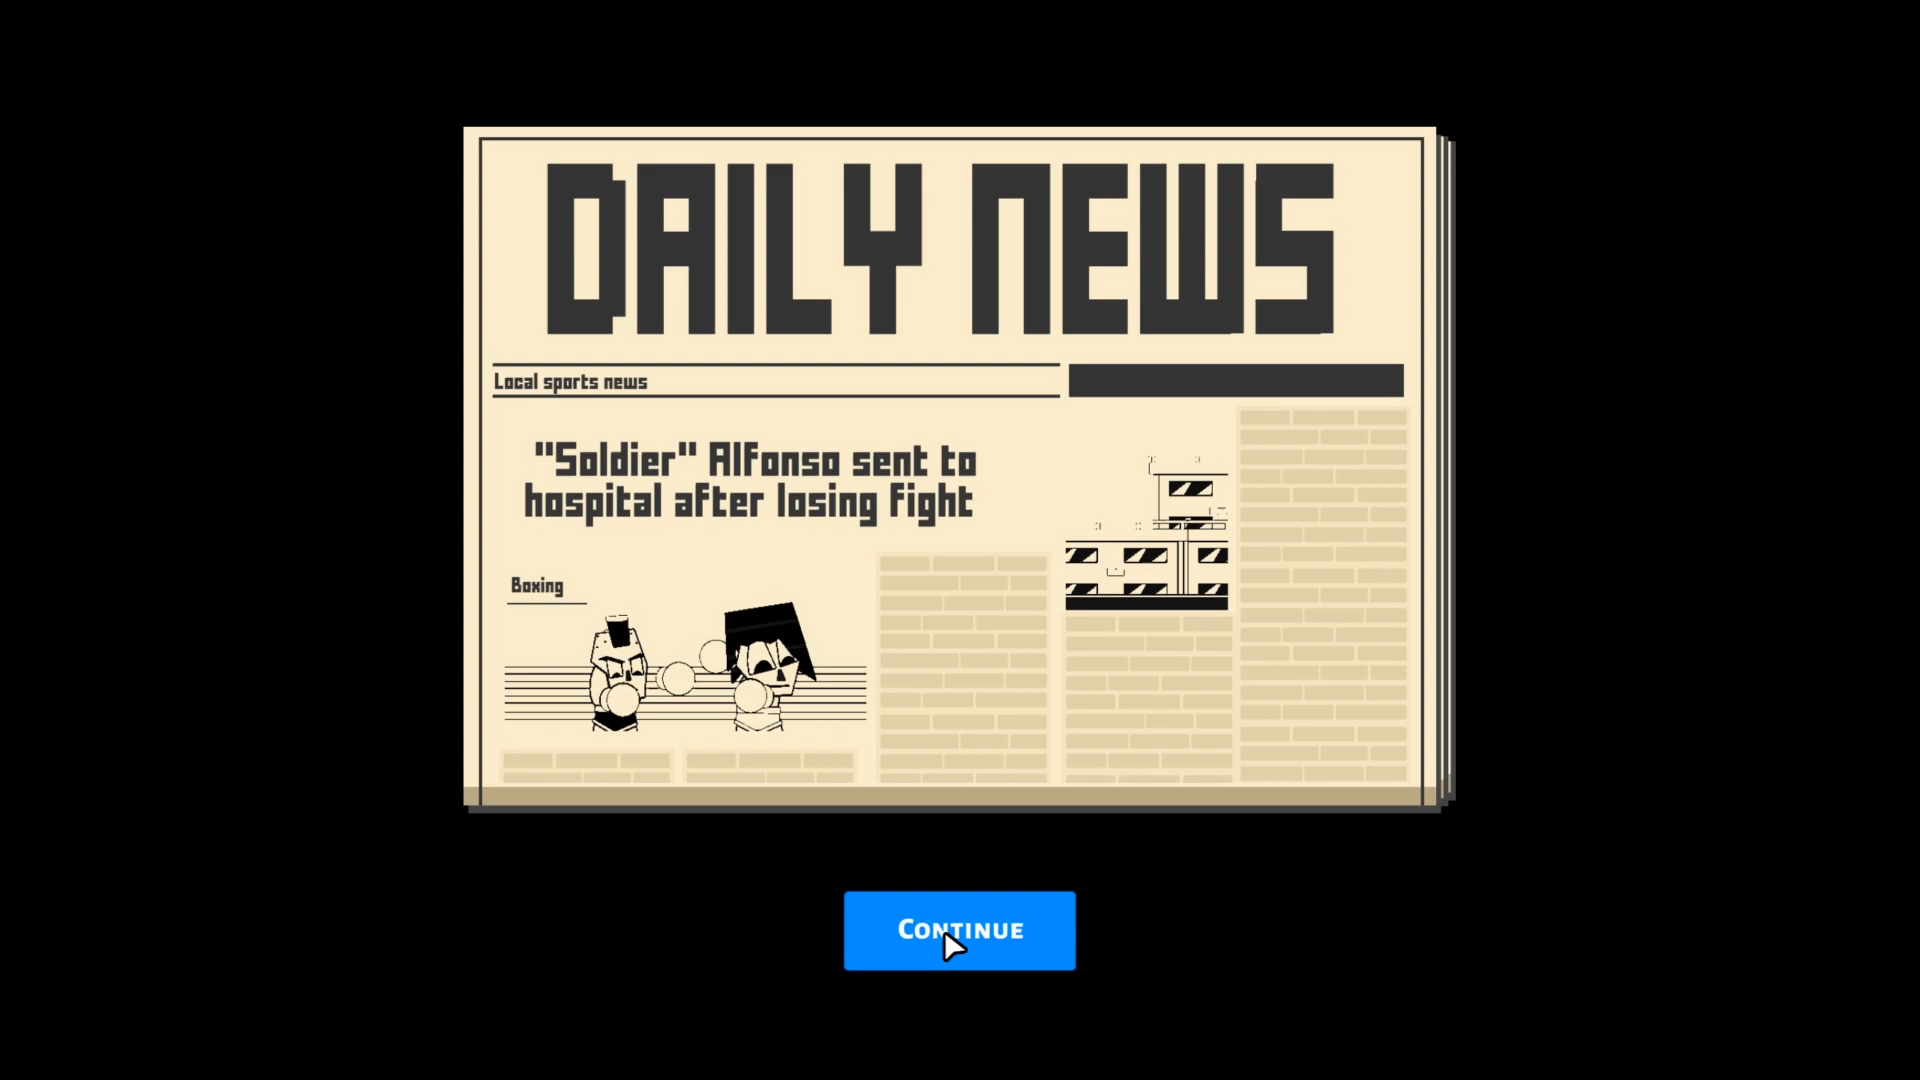 DAILY NEWS
Local sports news
"Soldier" Alfonso sent to
hospital after losing fight
Boxing
CONTINUE